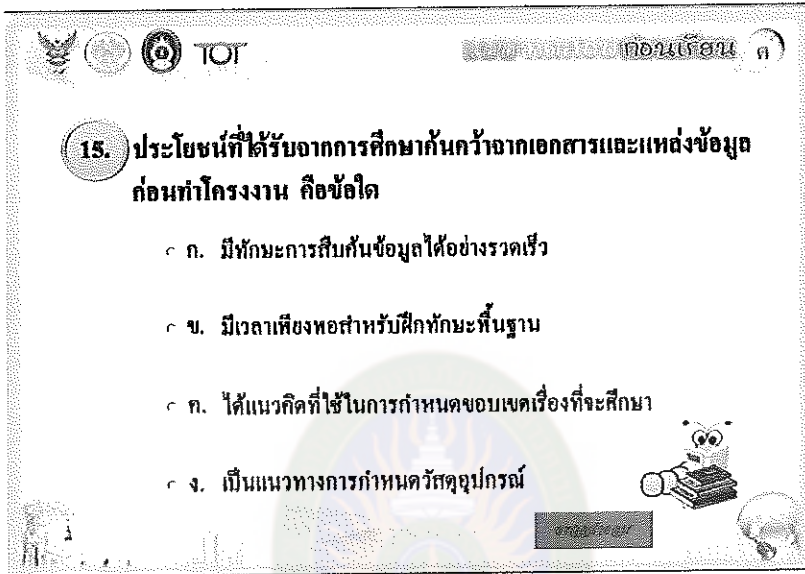 TOT
ก่อนเรียน
15. ประโยชน์ที่ได้รับจากการศึกษาค้นคว้าจากเอกสารและแหล่งข้อมูล
ก่อนทำโครงงาน คือข้อใด
ก. มีทักษะการสืบค้นข้อมูลได้อย่างรวดเร็ว
ข. มีเวลาเพียงพอสำหรับฝึกทักษะพื้นฐาน
ค. ได้แนวคิดที่ใช้ในการกำหนดขอบเขตเรื่องที่จะศึกษา
ง. เป็นแนวทางการกำหนดวัสดุอุปกรณ์